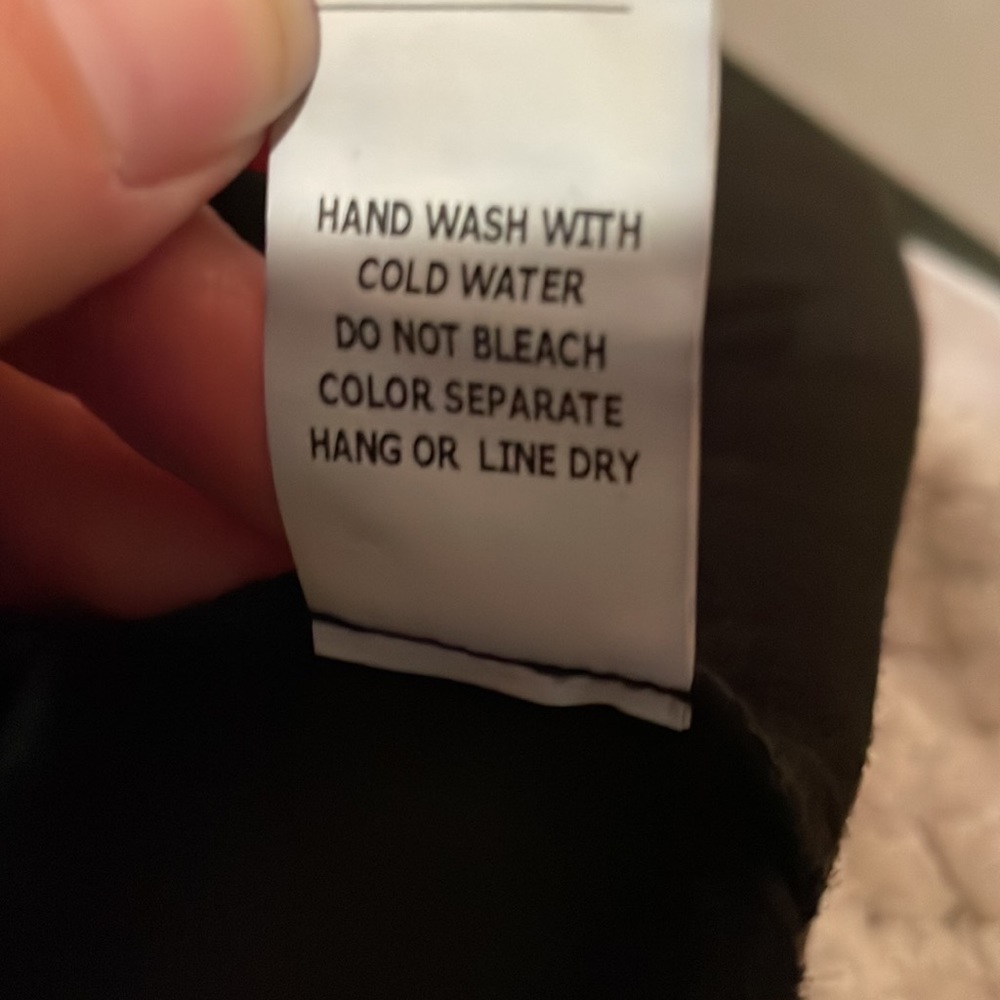 HAND WASH WITH
COLD WATER
DO NOT BLEACH
COLOR SEPARATE
HANG OR LINE DRY